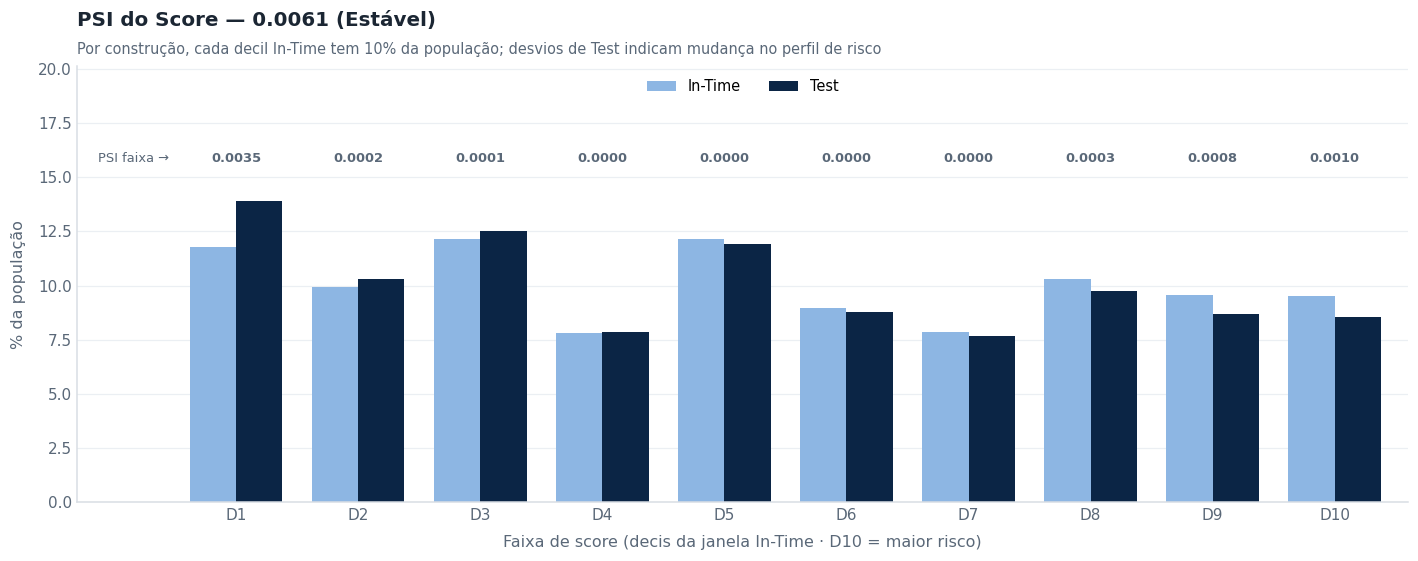 PSI do Score — 0.0061 (Estável)
Por construção, cada decil In-Time tem 10% da população; desvios de Test indicam mudança no perfil de risco
In-Time Test
PSI faixa → 0.0035 0.0002 0.0001 0.0000 0.0000 0.0000 0.0000 0.0003 0.0008 0.0010
% da população
20.0
17.5
15.0
12.5
10.0
7.5
5.0
2.5
0.0
D1 D2 D3 D4 D5 D6 D7 D8 D9 D10
Faixa de score (decis da janela In-Time · D10 = maior risco)